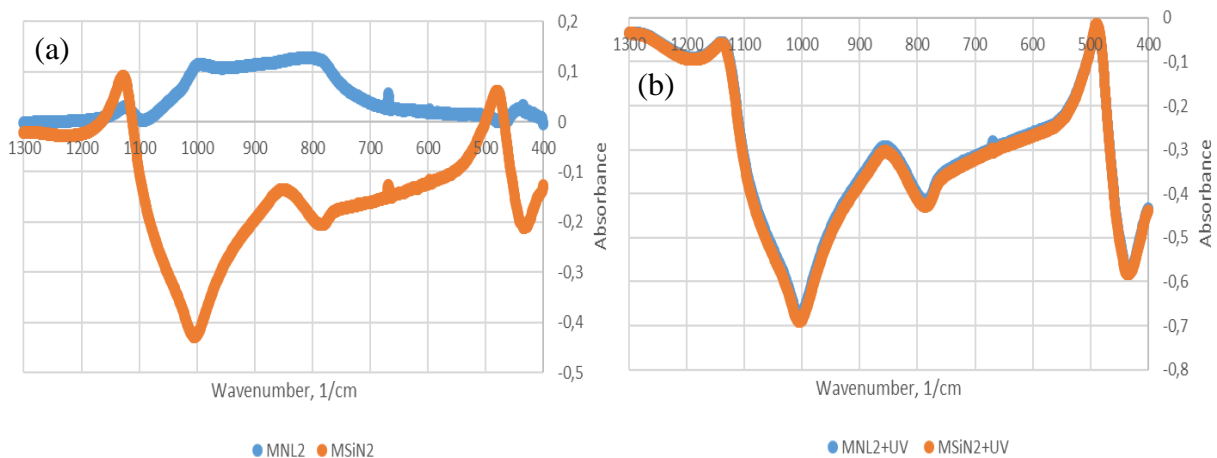 (a)
0,2
0,1
0
-0,1
-0,2
-0,3
-0,4
-0,5
1300 1200 1100 1000 900 800 700 600 500 400
Absorbance
Wavenumber, 1/cm
MNL2 MSiN2
(b)
0
-0,1
-0,2
-0,3
-0,4
-0,5
-0,6
-0,7
-0,8
1300 1200 1100 1000 900 800 700 600 500 400
Absorbance
Wavenumber, 1/cm
MNL2+UV MSiN2+UV